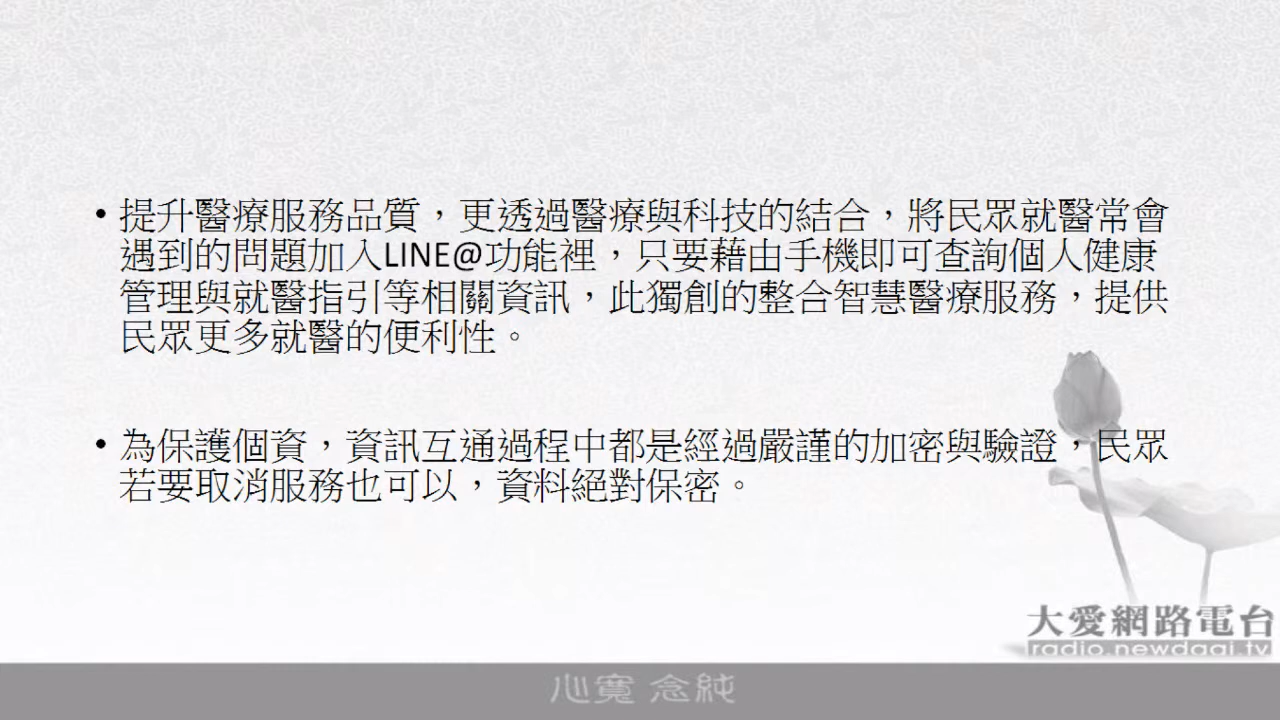 • 提升醫療服務品質，更透過醫療與科技的結合，將民眾就醫常會
遇到的問題加入LINE@功能裡，只要藉由手機即可查詢個人健康
管理與就醫指引等相關資訊，此獨創的整合智慧醫療服務，提供
民眾更多就醫的便利性。
• 為保護個資，資訊互通過程中都是經過嚴謹的加密與驗證，民眾
若要取消服務也可以，資料絕對保密。
大愛網路電台
radio.newdaai.tv
心寬 念純